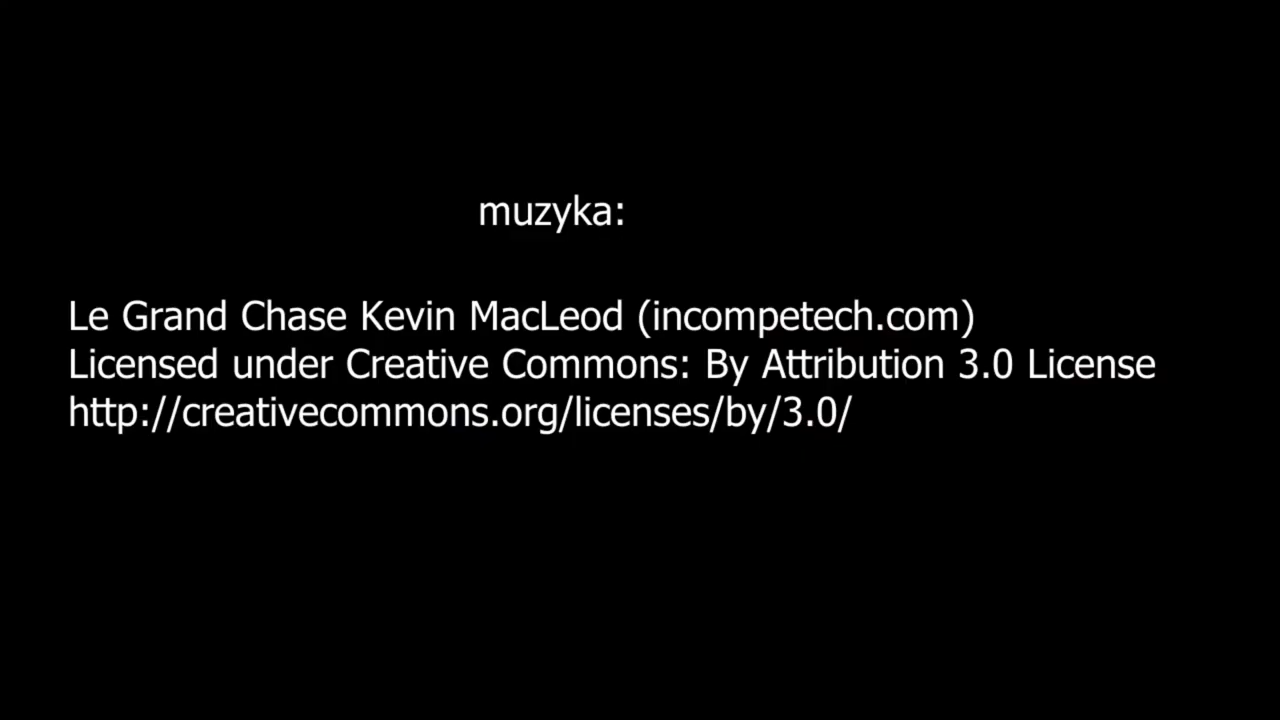 muzyka:
Le Grand Chase Kevin MacLeod (incompetech.com)
Licensed under Creative Commons: By Attribution 3.0 License
http://creativecommons.org/licenses/by/3.0/